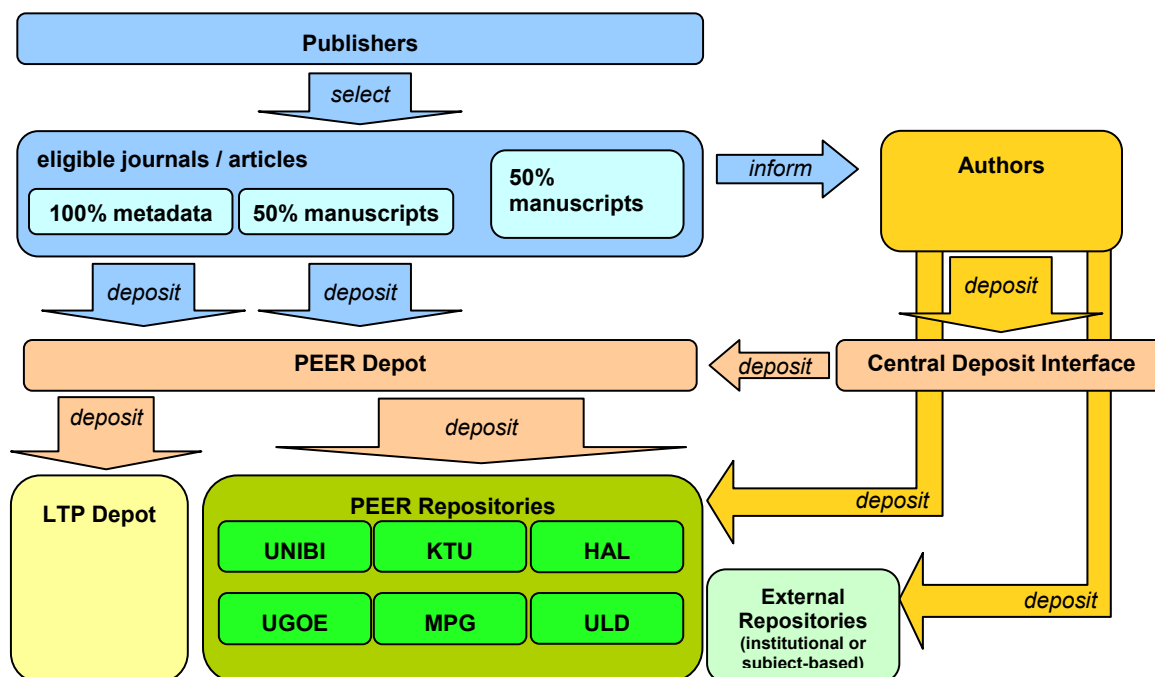 Publishers
select
eligible journals / articles
100% metadata
50% manuscripts
50%
manuscripts
inform
Authors
deposit
deposit
deposit
PEER Depot
deposit
Central Deposit Interface
deposit
deposit
LTP Depot
PEER Repositories
UNIBI
KTU
HAL
UGOE
MPG
ULD
deposit
External
Repositories
(institutional or
subject-based)
deposit